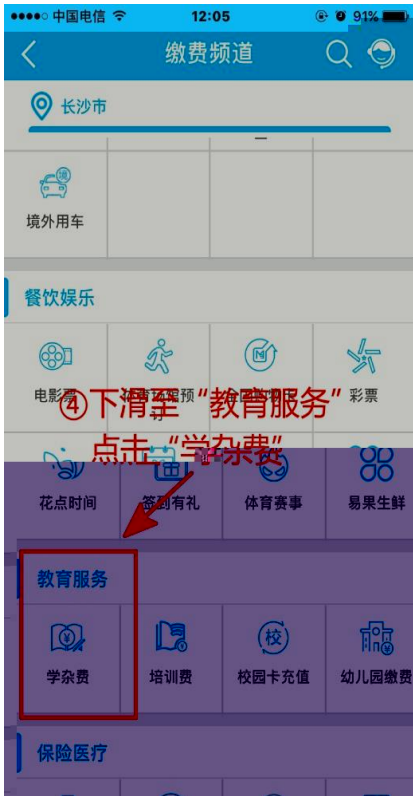 中国电信 12:05 91%
缴费频道
长沙市
境外用车
餐饮娱乐
电影票 彩票
④下滑至“教育服务”
点击“学杂费”
花点时间 签到有礼 体育赛事 易果生鲜
教育服务
学杂费 培训费 校园卡充值 幼儿园缴费
保险医疗